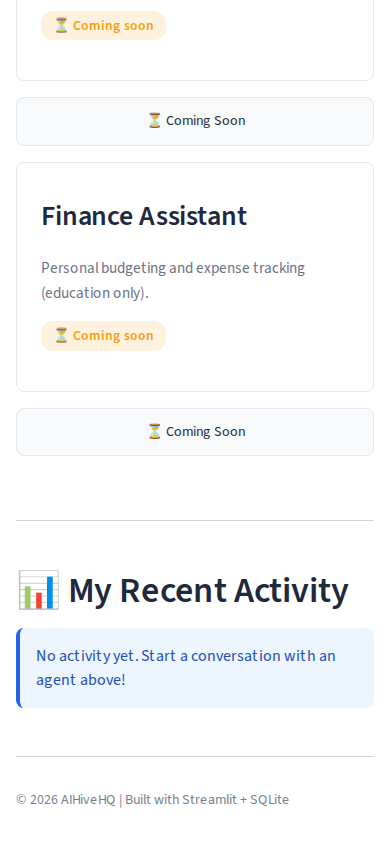 ⏳ Coming soon
⏳ Coming Soon
Finance Assistant
Personal budgeting and expense tracking
(education only).
⏳ Coming soon
⏳ Coming Soon
📊 My Recent Activity
No activity yet. Start a conversation with an
agent above!
© 2026 AIHiveHQ | Built with Streamlit + SQLite